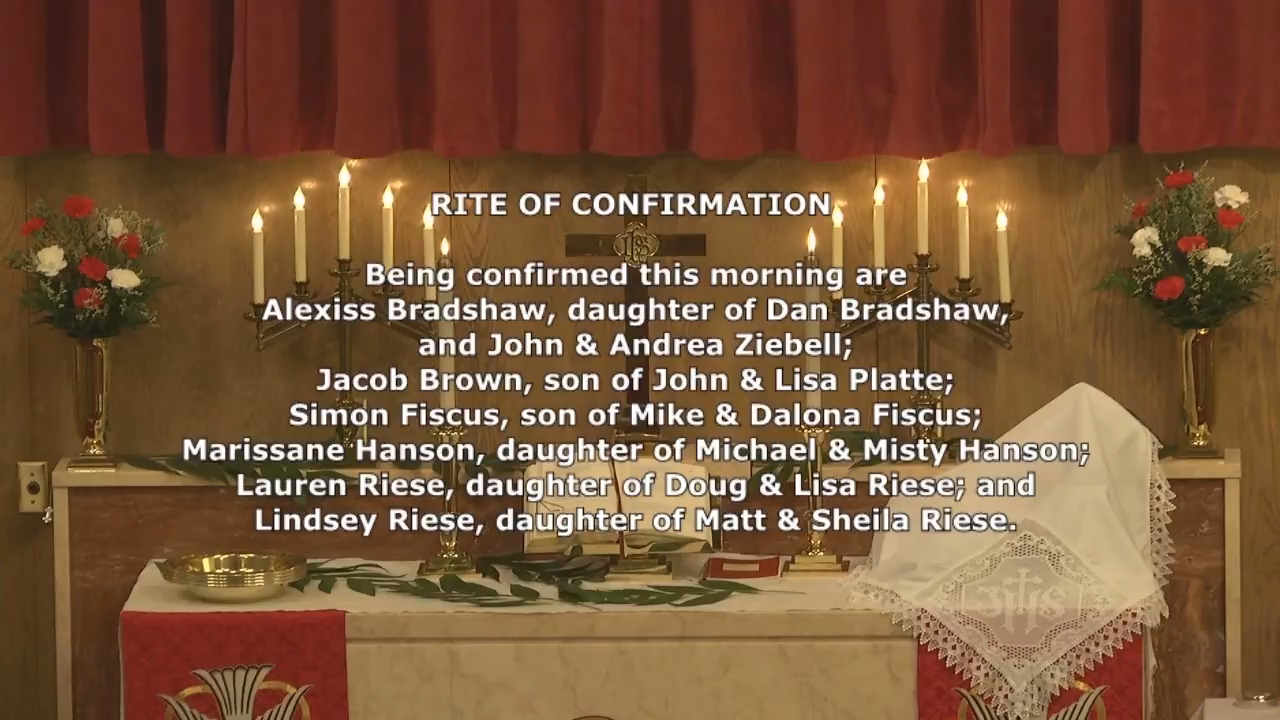 RITE OF CONFIRMATION
Being confirmed this morning are
Alexiss Bradshaw, daughter of Dan Bradshaw,
and John & Andrea Ziebell;
Jacob Brown, son of John & Lisa Platte;
Simon Fiscus, son of Mike & Dalona Fiscus;
Marissane Hanson, daughter of Michael & Misty Hanson;
Lauren Riese, daughter of Doug & Lisa Riese; and
Lindsey Riese, daughter of Matt & Sheila Riese.
IHS
IHS